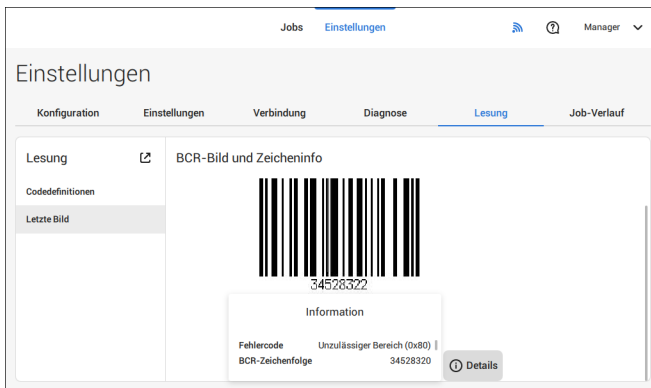 Jobs Einstellungen Manager
Einstellungen
Konfiguration Einstellungen Verbindung Diagnose Lesung Job-Verlauf
Lesung
BCR-Bild und Zeicheninfo
Codedefinitionen
Letzte Bild
34528322
Information
Fehlercode Unzulässiger Bereich (0x80)
BCR-Zeichenfolge 34528320
Details